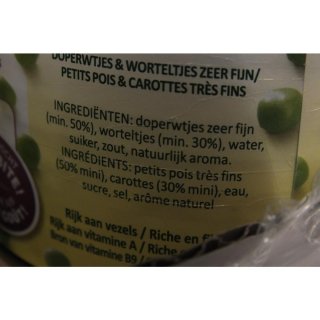 DOPERWTJES & WORTELTJES ZEER FIJN/
PETITS POIS & CAROTTES TRÈS FINS
INGREDIËNTEN: doperwtjes zeer fijn
(min. 50%), worteltjes (min. 30%), water,
suiker, zout, natuurlijk aroma.
INGRÉDIENTS: petits pois très fins
(50% mini), carottes (30% mini), eau,
sucre, sel, arôme naturel
Rijk aan vezels / Riche en
Rijk aan vitamine A /
Bron van vitamine B9 /